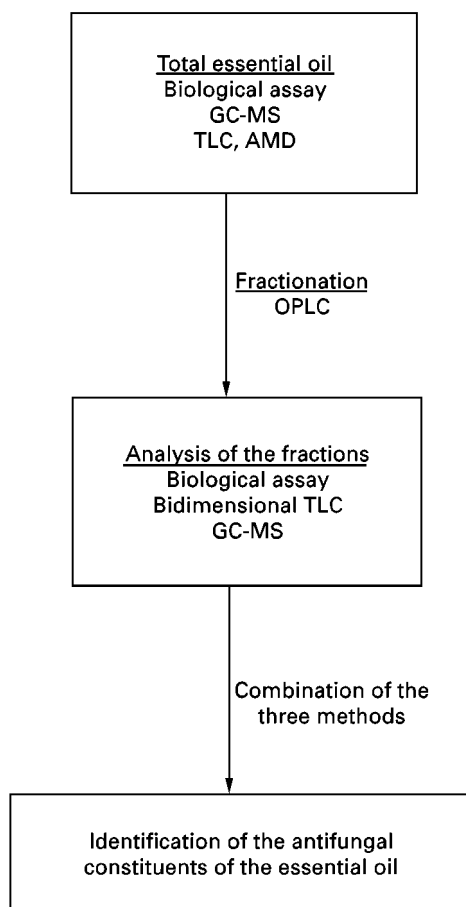 Total essential oil
Biological assay
GC-MS
TLC, AMD
Fractionation
OPLC
Analysis of the fractions
Biological assay
Bidimensional TLC
GC-MS
Combination of the
three methods
Identification of the antifungal
constituents of the essential oil